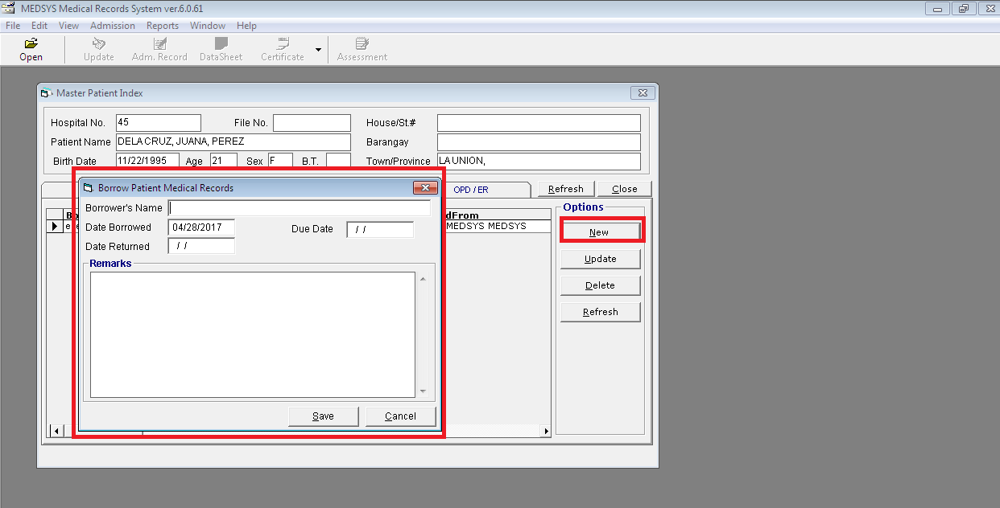 MEDSYS Medical Records System ver.6.0.61
File Edit View Admission Reports Window Help
Open Update Adm. Record DataSheet Certificate Assessment
Master Patient Index
Hospital No. 45 File No. House/St.#
Patient Name DELA CRUZ, JUANA, PEREZ Barangay
Birth Date 11/22/1995 Age 21 Sex F B.T. Town/Province LA UNION,
OPD / ER Refresh Close
Borrow Patient Medical Records
Borrower's Name
Date Borrowed 04/28/2017 Due Date / /
Date Returned / /
Remarks
Save Cancel
dFrom
MEDSYS MEDSYS
Options
New
Update
Delete
Refresh